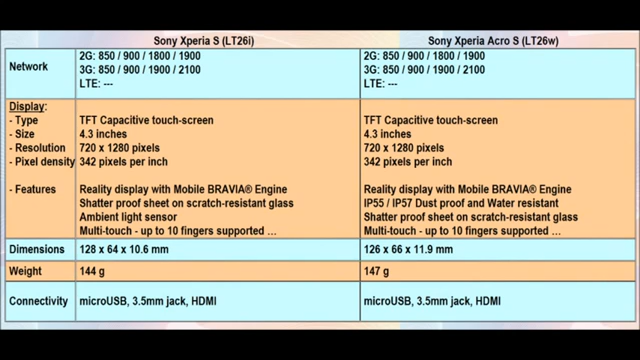 Sony Xperia S (LT26i) Sony Xperia Acro S (LT26w)
Network 2G: 850 / 900 / 1800 / 1900 2G: 850 / 900 / 1800 / 1900
3G: 850 / 900 / 1900 / 2100 3G: 850 / 900 / 1900 / 2100
LTE: --- LTE: ---
Display:
- Type TFT Capacitive touch-screen TFT Capacitive touch-screen
- Size 4.3 inches 4.3 inches
- Resolution 720 x 1280 pixels 720 x 1280 pixels
- Pixel density 342 pixels per inch 342 pixels per inch
- Features Reality display with Mobile BRAVIA® Engine Reality display with Mobile BRAVIA® Engine
Shatter proof sheet on scratch-resistant glass IP55 / IP57 Dust proof and Water resistant
Ambient light sensor Shatter proof sheet on scratch-resistant glass
Multi-touch - up to 10 fingers supported ... Multi-touch - up to 10 fingers supported ...
Dimensions 128 x 64 x 10.6 mm 126 x 66 x 11.9 mm
Weight 144 g 147 g
Connectivity microUSB, 3.5mm jack, HDMI microUSB, 3.5mm jack, HDMI